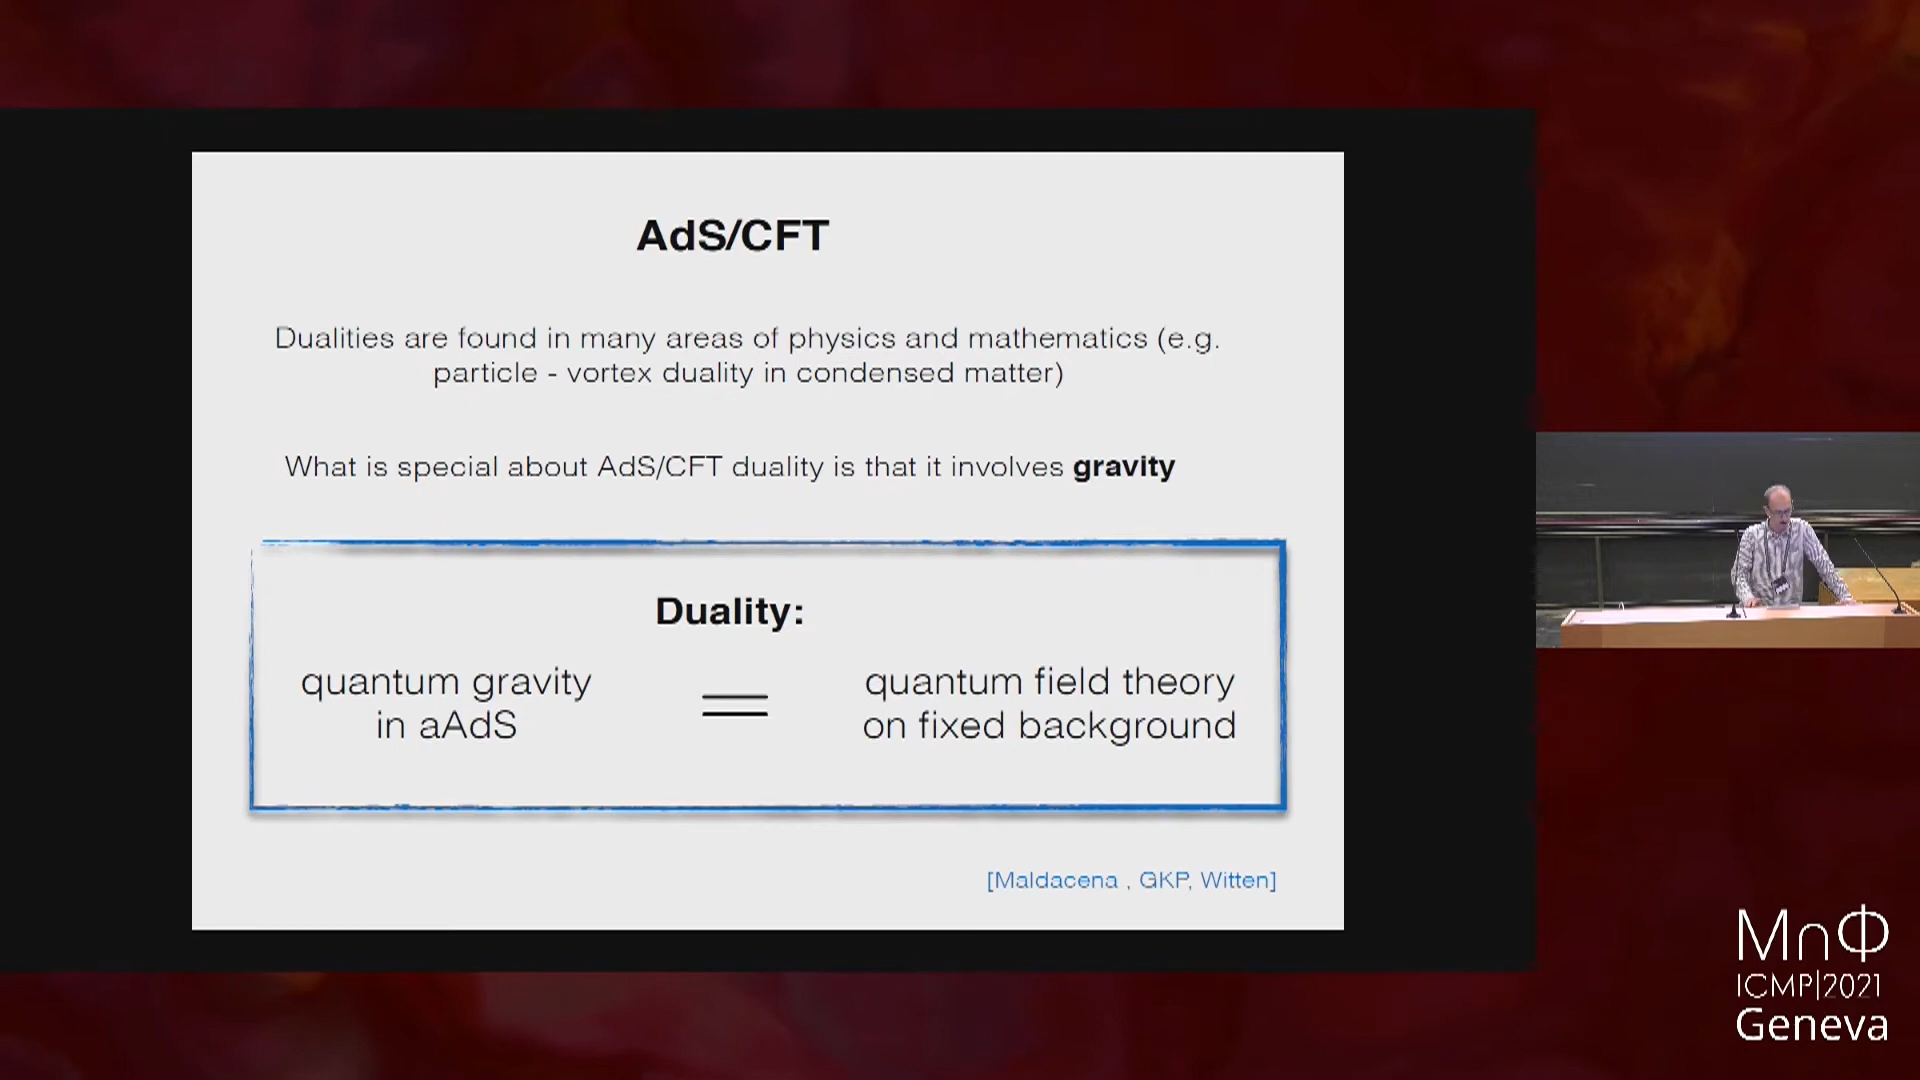 AdS/CFT
Dualities are found in many areas of physics and mathematics (e.g.
particle - vortex duality in condensed matter)
What is special about AdS/CFT duality is that it involves gravity
Duality:
quantum gravity
in aAdS
=
quantum field theory
on fixed background
[Maldacena , GKP, Witten]
M∩Φ
ICMP|2021
Geneva